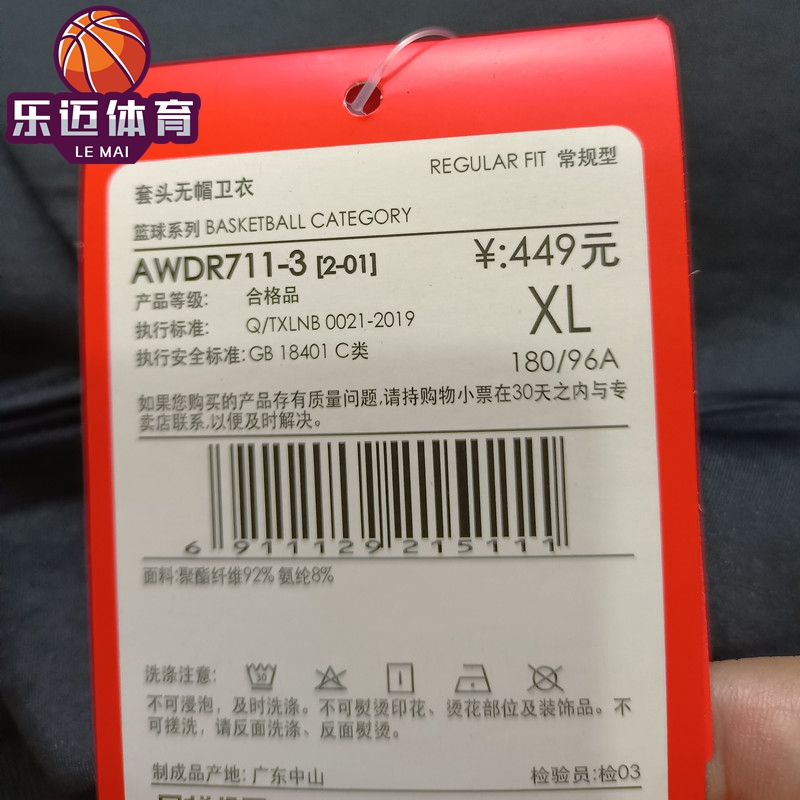 乐迈体育
LE MAI
REGULAR FIT 常规型
套头无帽卫衣
篮球系列 BASKETBALL CATEGORY
AWDR711-3 [2-01]
¥:449元
产品等级: 合格品
XL
执行标准: Q/TXLNB 0021-2019
执行安全标准:GB 18401 C类
180/96A
如果您购买的产品存有质量问题,请持购物小票在30天之内与专
卖店联系,以便及时解决。
6 911129 215111
面料:聚酯纤维92% 氨纶8%
洗涤注意:
30
不可浸泡，及时洗涤。不可熨烫印花、烫花部位及装饰品。不
可搓洗，请反面洗涤、反面熨烫。
制成品产地:广东中山
检验员:检03